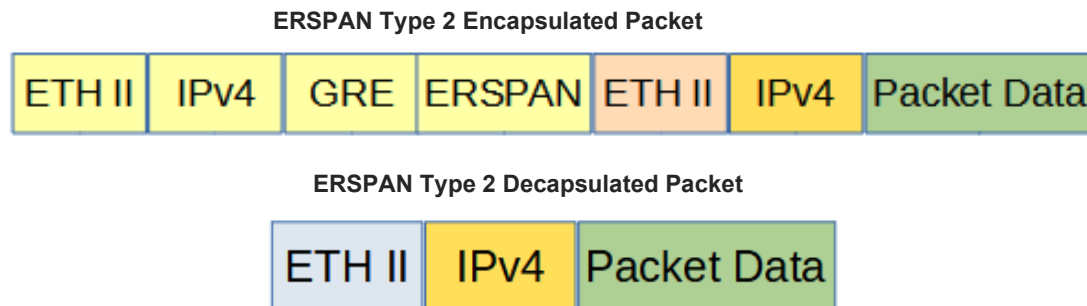 ERSPAN Type 2 Encapsulated Packet
ETH II IPv4 GRE ERSPAN ETH II IPv4 Packet Data
ERSPAN Type 2 Decapsulated Packet
ETH II IPv4 Packet Data